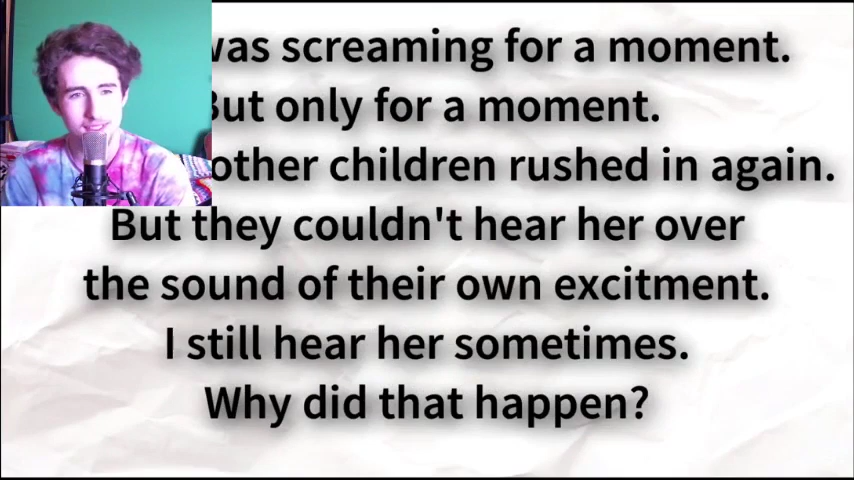 was screaming for a moment.
But only for a moment.
other children rushed in again.
But they couldn't hear her over
the sound of their own excitment.
I still hear her sometimes.
Why did that happen?